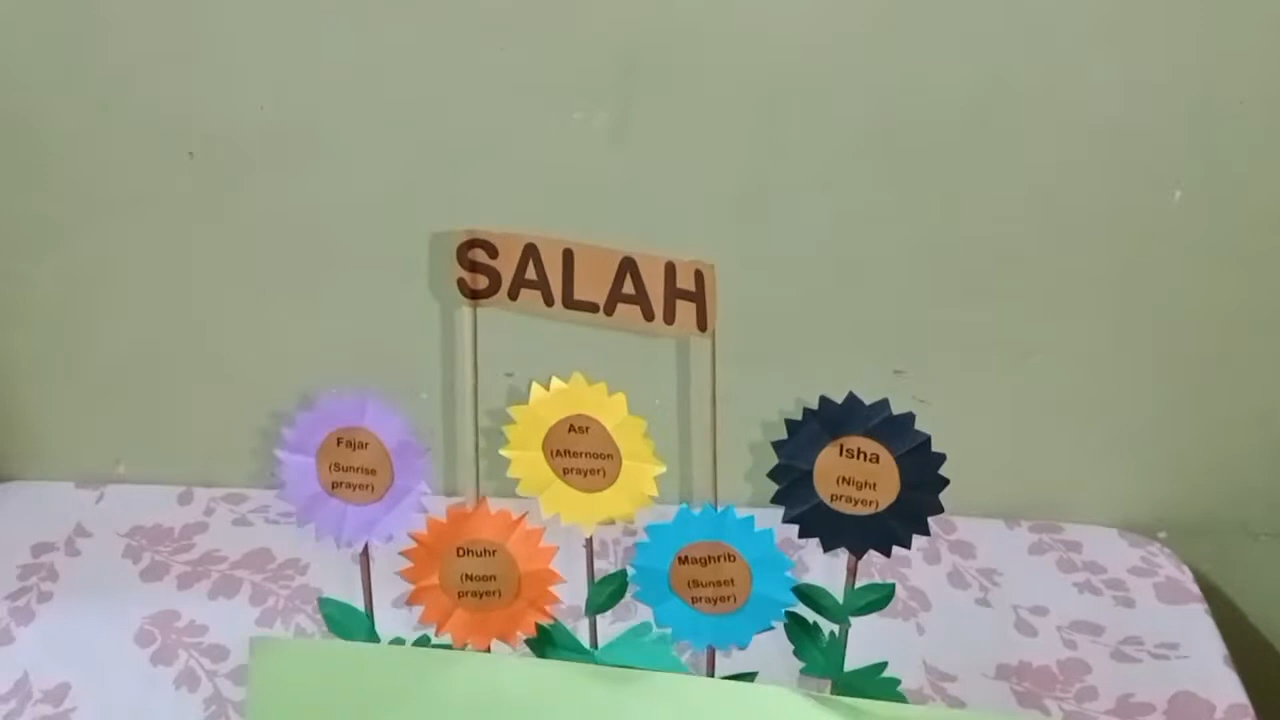 SALAH
Fajar
(Sunrise
prayer)
Dhuhr
(Noon
prayer)
Asr
(Afternoon
prayer)
Maghrib
(Sunset
prayer)
Isha
(Night
prayer)